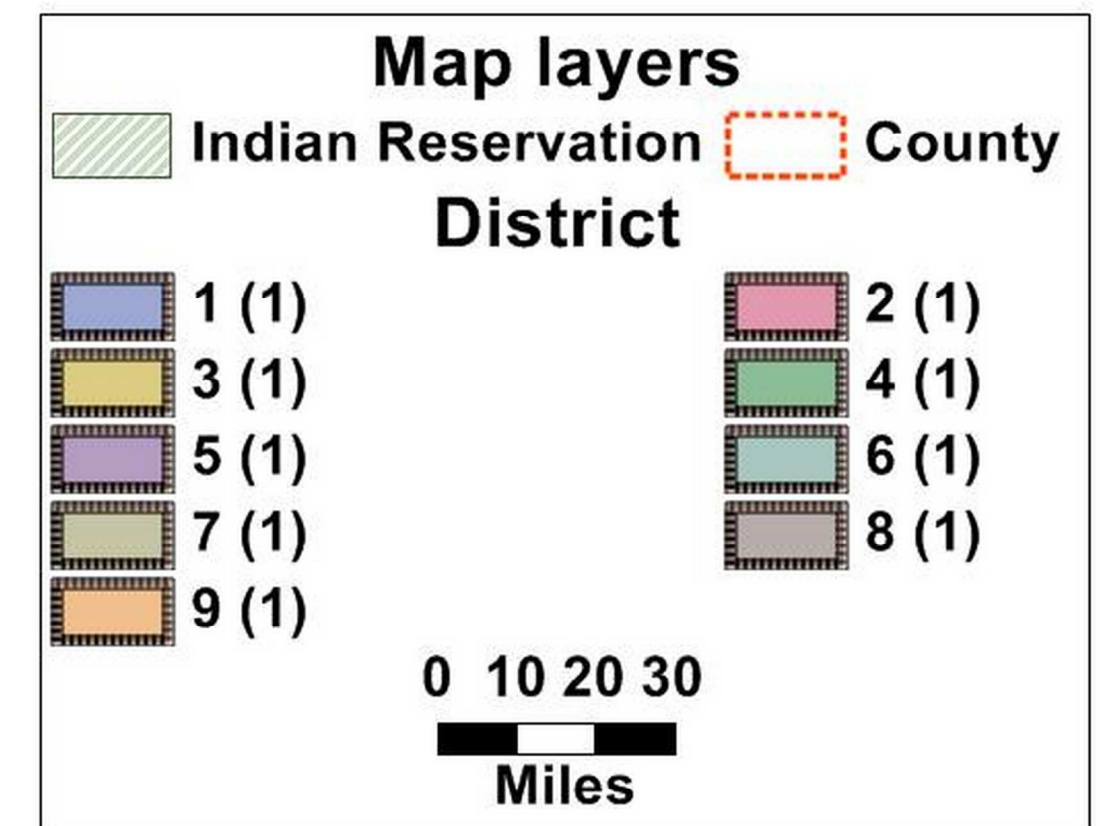 Map layers
Indian Reservation County
District
1 (1) 2 (1)
3 (1) 4 (1)
5 (1) 6 (1)
7 (1) 8 (1)
9 (1)
0 10 20 30
Miles